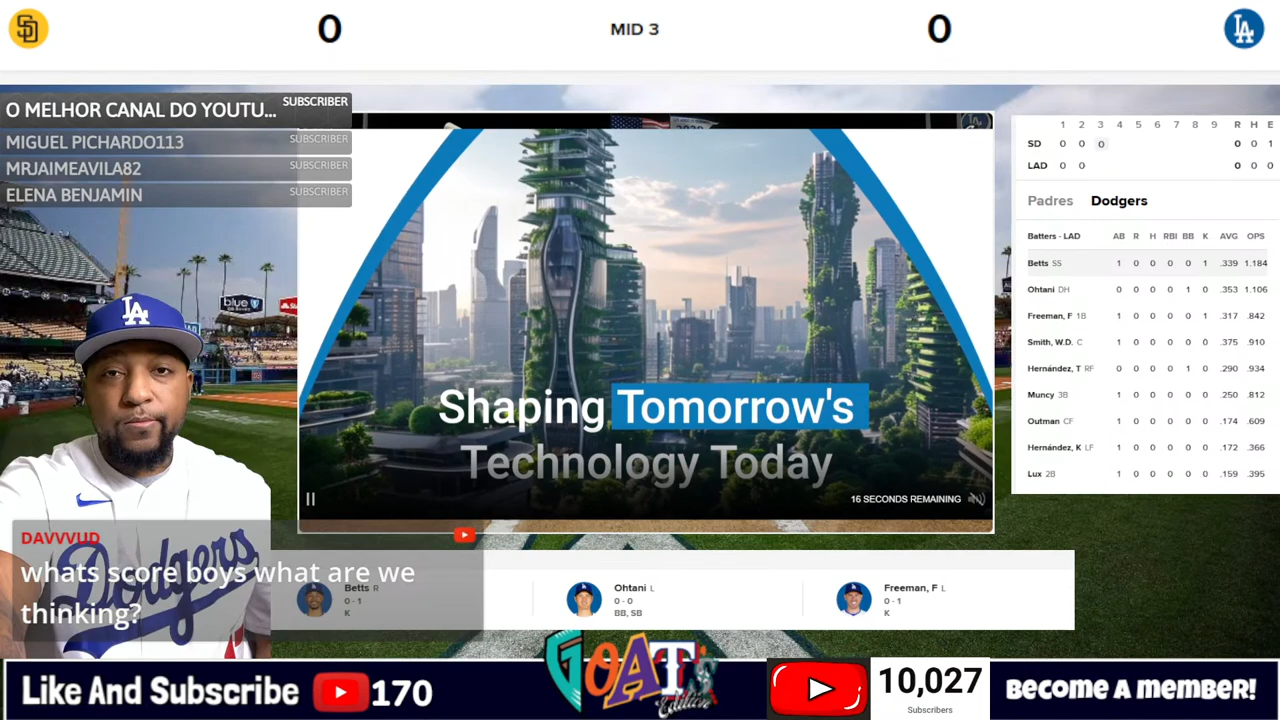 0
MID 3
0
O MELHOR CANAL DO YOUTU... SUBSCRIBER
MIGUEL PICHARDO113 SUBSCRIBER
MRJAIMEAVILA82 SUBSCRIBER
ELENA BENJAMIN SUBSCRIBER
1 2 3 4 5 6 7 8 9 R H E
SD 0 0 0 0 0 1
LAD 0 0 0 0 0
Padres Dodgers
Batters - LAD AB R H RBI BB K AVG OPS
Betts SS 1 0 0 0 0 1 .339 1.184
Ohtani DH 0 0 0 0 1 0 .353 1.106
Freeman, F 1B 1 0 0 0 0 1 .317 .842
Smith, W.D. C 1 0 0 0 0 0 .375 .910
Hernández, T RF 0 0 0 0 1 0 .290 .934
Muncy 3B 1 0 0 0 0 0 .250 .812
Outman CF 1 0 0 0 0 0 .174 .609
Hernández, K LF 1 0 0 0 0 0 .172 .366
Lux 2B 1 0 0 0 0 0 .159 .395
blue
LA
Shaping Tomorrow's
Technology Today
16 SECONDS REMAINING
Dodgers
DAVVVUD
whats score boys what are we
thinking?
Betts R
0 - 1
K
Ohtani L
0 - 0
BB, SB
Freeman, F L
0 - 1
K
Like And Subscribe
170
GOAT
Edition
10,027
Subscribers
BECOME A MEMBER!